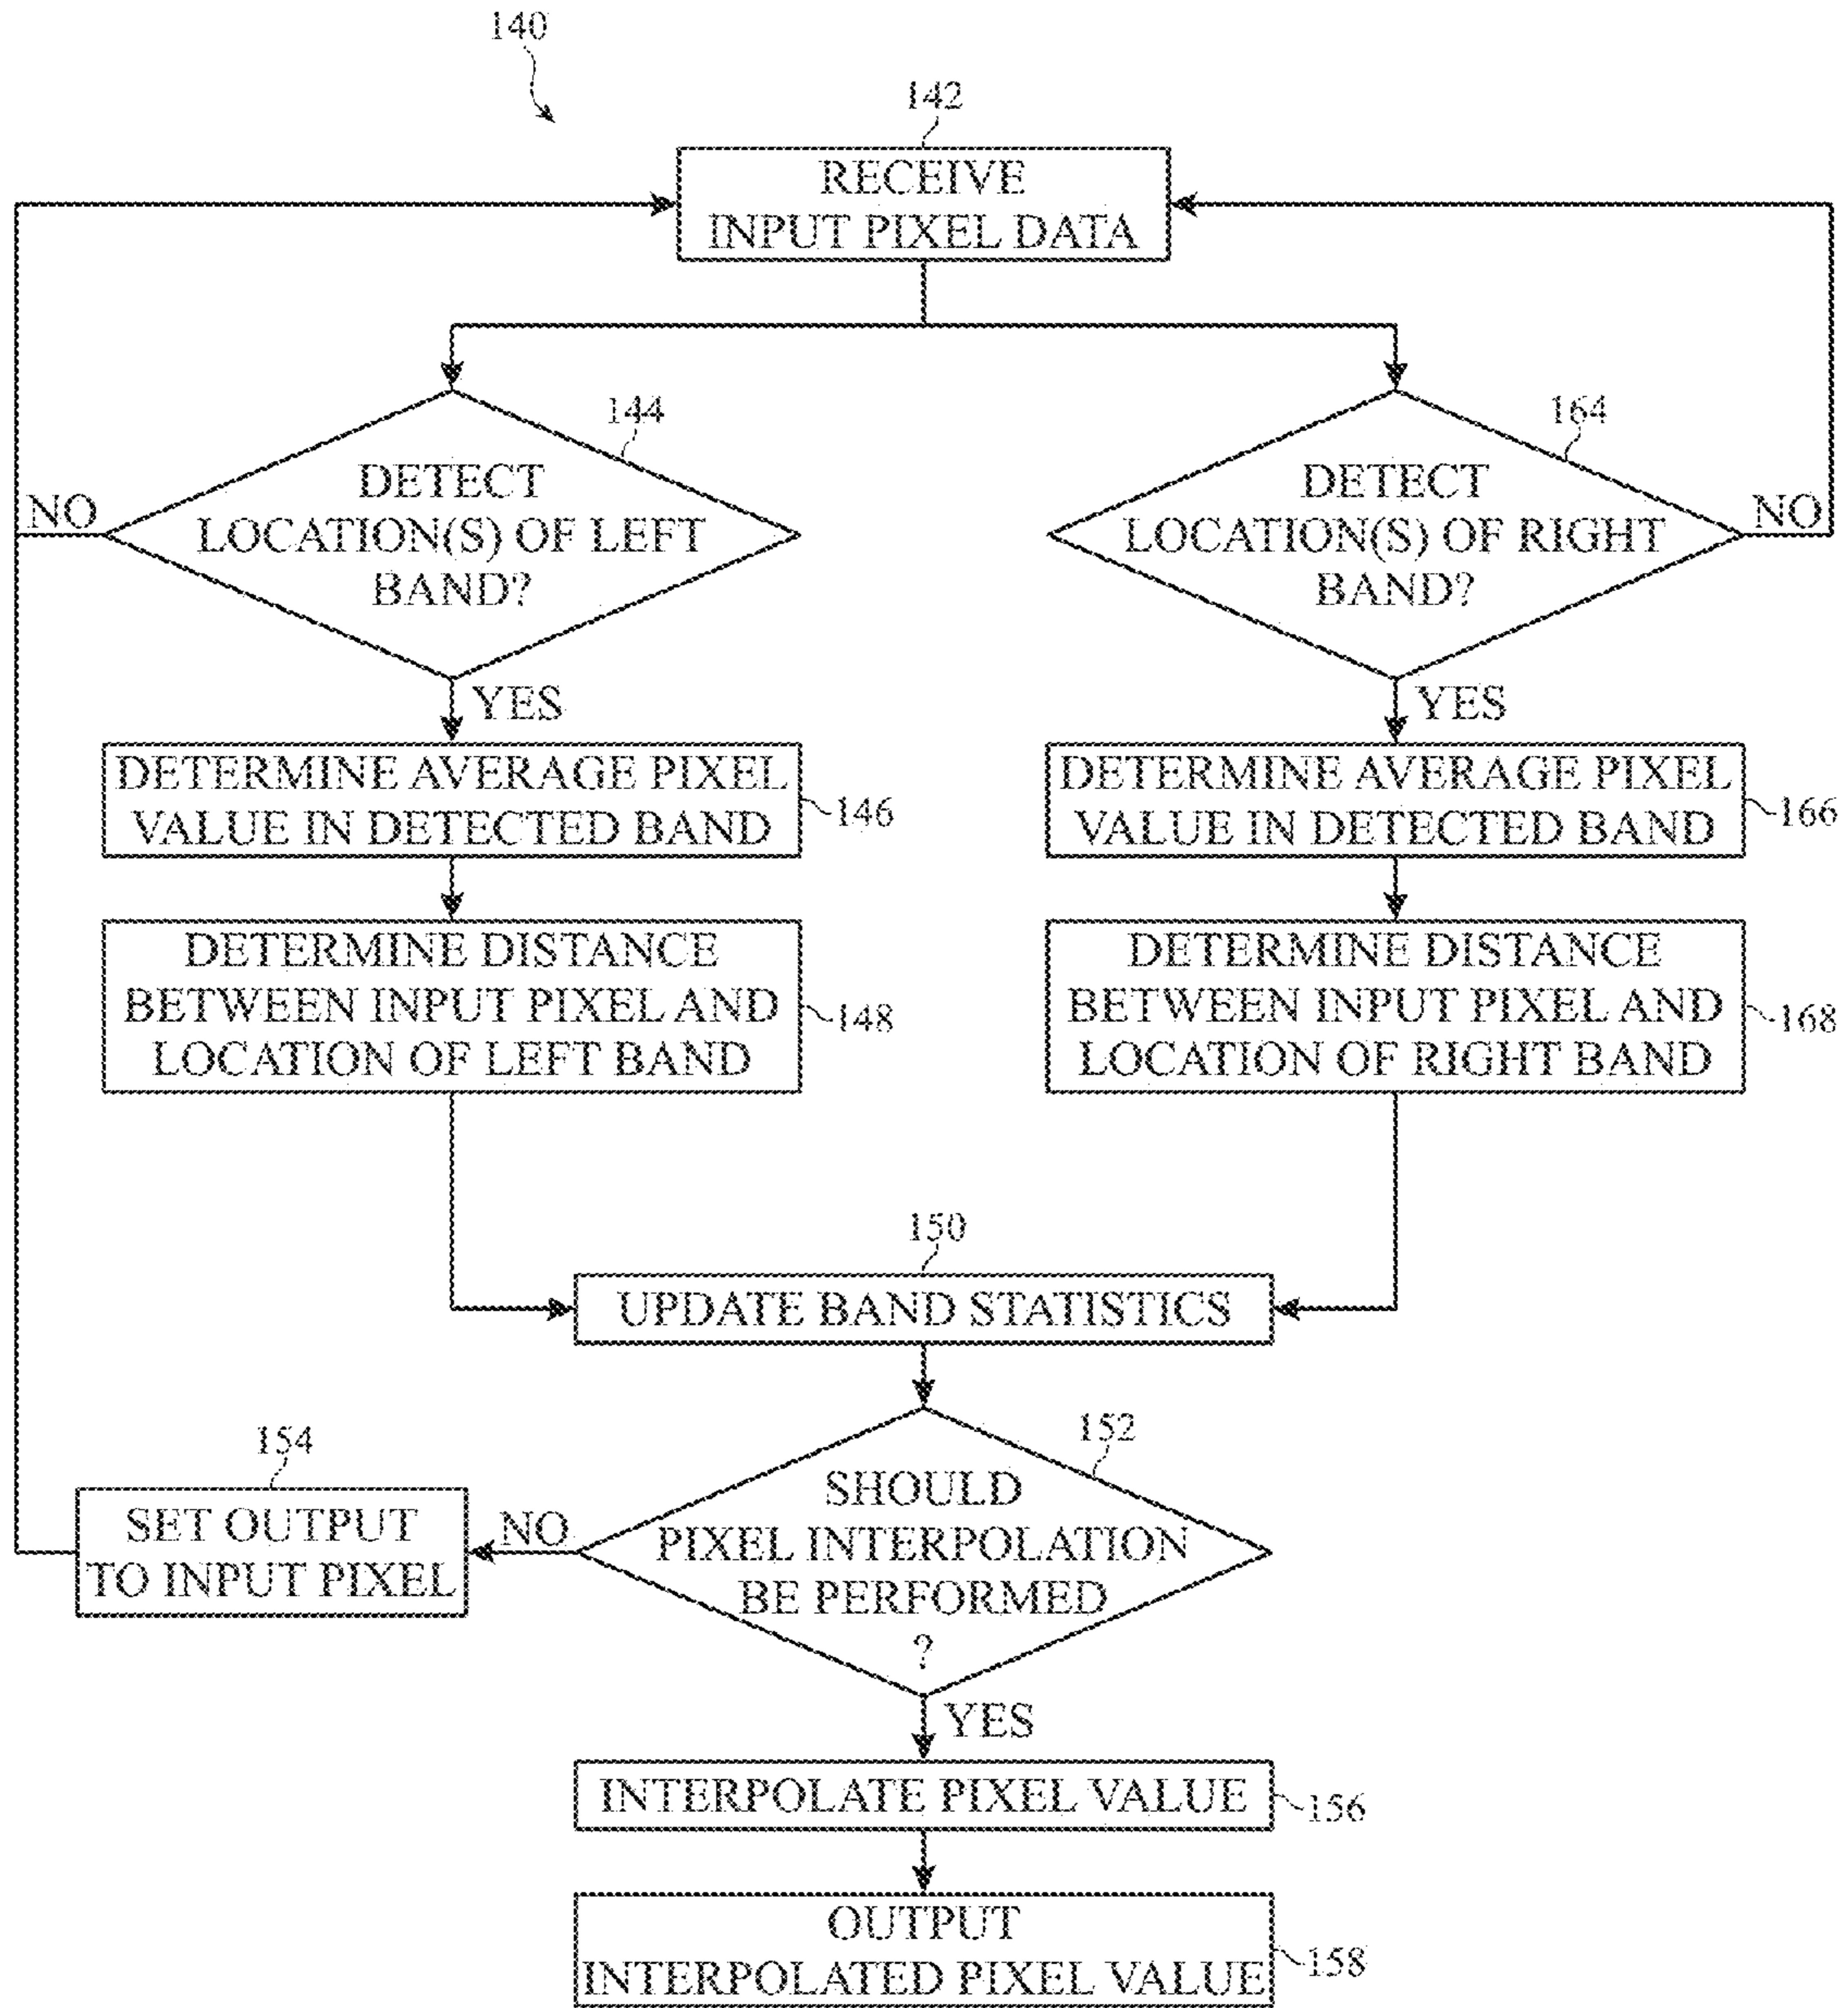 140
142
RECEIVE
INPUT PIXEL DATA
144
DETECT
LOCATION(S) OF LEFT
BAND?
NO
YES
164
DETECT
LOCATION(S) OF RIGHT
BAND?
NO
YES
DETERMINE AVERAGE PIXEL
VALUE IN DETECTED BAND
146
DETERMINE AVERAGE PIXEL
VALUE IN DETECTED BAND
166
DETERMINE DISTANCE
BETWEEN INPUT PIXEL AND
LOCATION OF LEFT BAND
148
DETERMINE DISTANCE
BETWEEN INPUT PIXEL AND
LOCATION OF RIGHT BAND
168
150
UPDATE BAND STATISTICS
152
SHOULD
PIXEL INTERPOLATION
BE PERFORMED
?
NO
154
SET OUTPUT
TO INPUT PIXEL
YES
INTERPOLATE PIXEL VALUE
156
OUTPUT
INTERPOLATED PIXEL VALUE
158